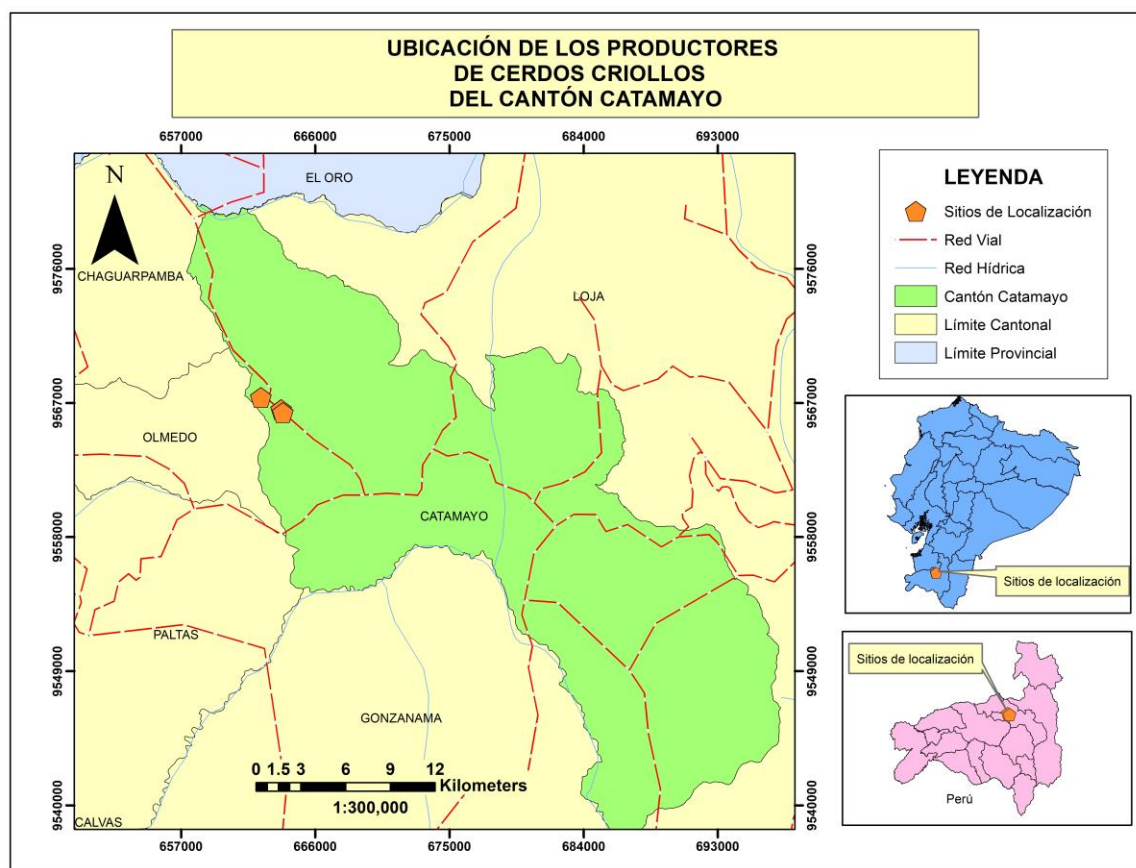 UBICACIÓN DE LOS PRODUCTORES
DE CERDOS CRIOLLOS
DEL CANTÓN CATAMAYO
657000 666000 675000 684000 693000
N
EL ORO
CHAGUARPAMBA
LOJA
OLMEDO
CATAMAYO
PALTAS
GONZANAMA
CALVAS
9576000
9567000
9558000
9549000
9540000
9576000
9567000
9558000
9549000
9540000
0 1.5 3 6 9 12
Kilometers
1:300,000
657000 666000 675000 684000 693000
LEYENDA
Sitios de Localización
Red Vial
Red Hídrica
Cantón Catamayo
Límite Cantonal
Límite Provincial
Sitios de localización
Sitios de localización
Perú